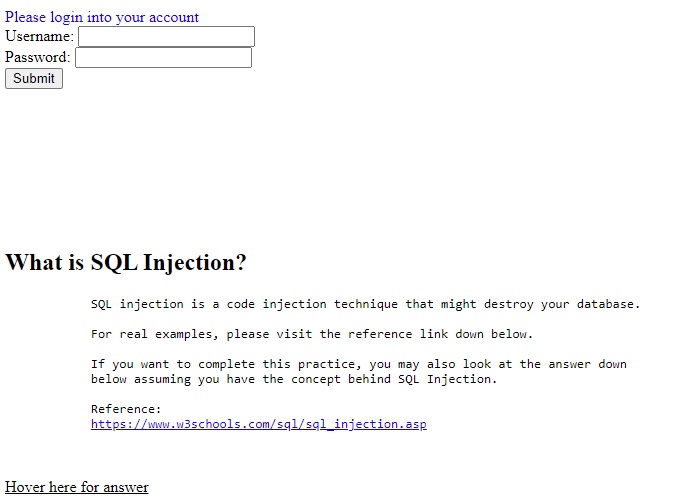 Please login into your account
Username:
Password:
Submit
What is SQL Injection?
SQL injection is a code injection technique that might destroy your database.
For real examples, please visit the reference link down below.
If you want to complete this practice, you may also look at the answer down
below assuming you have the concept behind SQL Injection.
Reference:
https://www.w3schools.com/sql/sql_injection.asp
Hover here for answer